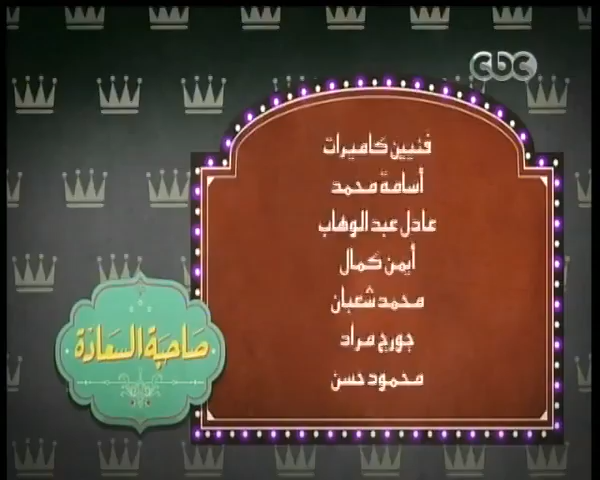 cbc
فنيين كاميرات
أسامة محمد
عادل عبد الوهاب
أيمن كمال
محمد شعبان
جورج مراد
محمود حسن
صاحبة السعادة